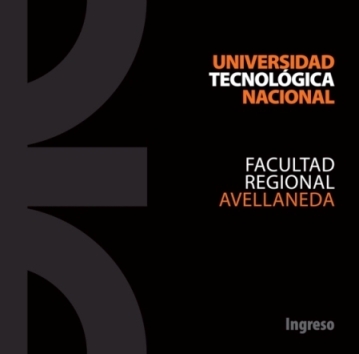 UNIVERSIDAD
TECNOLÓGICA
NACIONAL
FACULTAD
REGIONAL
AVELLANEDA
Ingreso